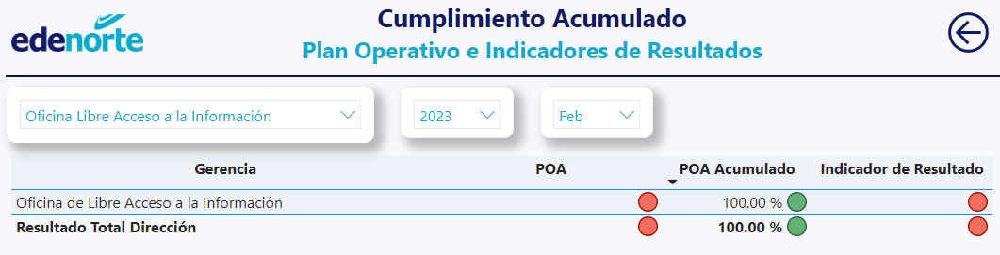 edenorte
Cumplimiento Acumulado
Plan Operativo e Indicadores de Resultados
Oficina Libre Acceso a la Información
2023
Feb
Gerencia POA POA Acumulado Indicador de Resultado
Oficina de Libre Acceso a la Información 100.00 %
Resultado Total Dirección 100.00 %